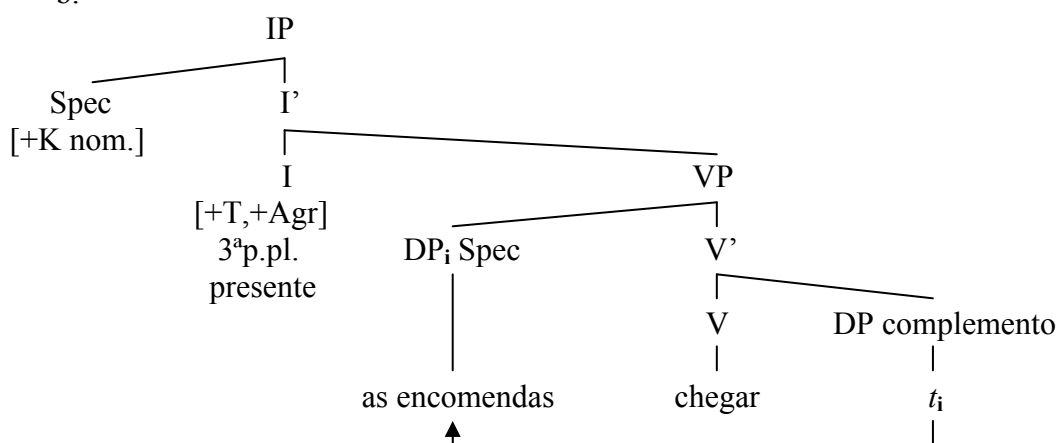 IP
Spec I’
[+K nom.]
I VP
[+T,+Agr]
3ªp.pl. DPi Spec V’
presente
V DP complemento
as encomendas chegar ti